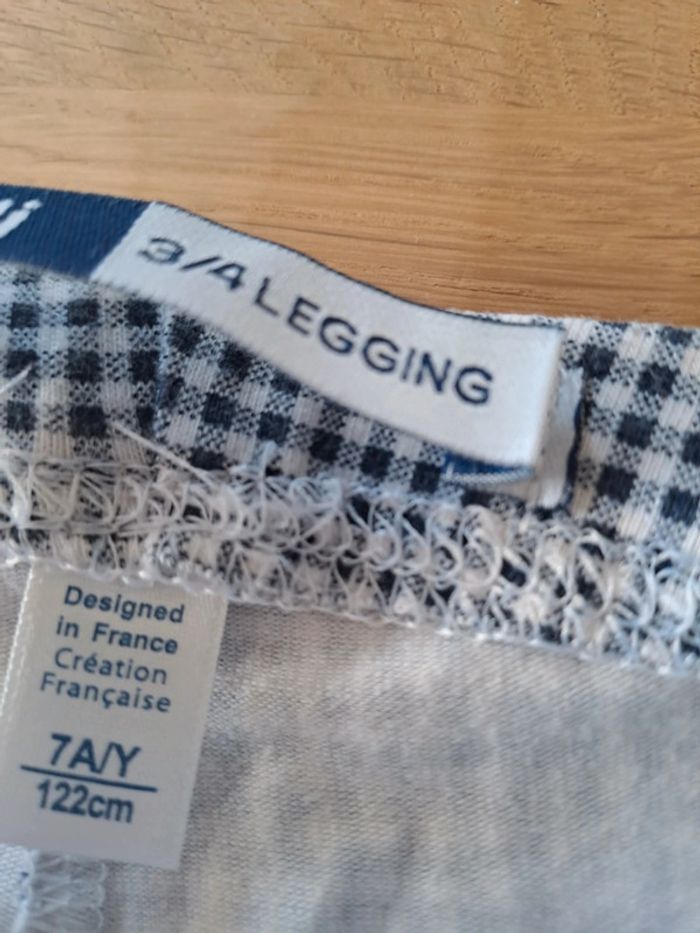 3/4 LEGGING
Designed
in France
Création
Française
7A/Y
122cm